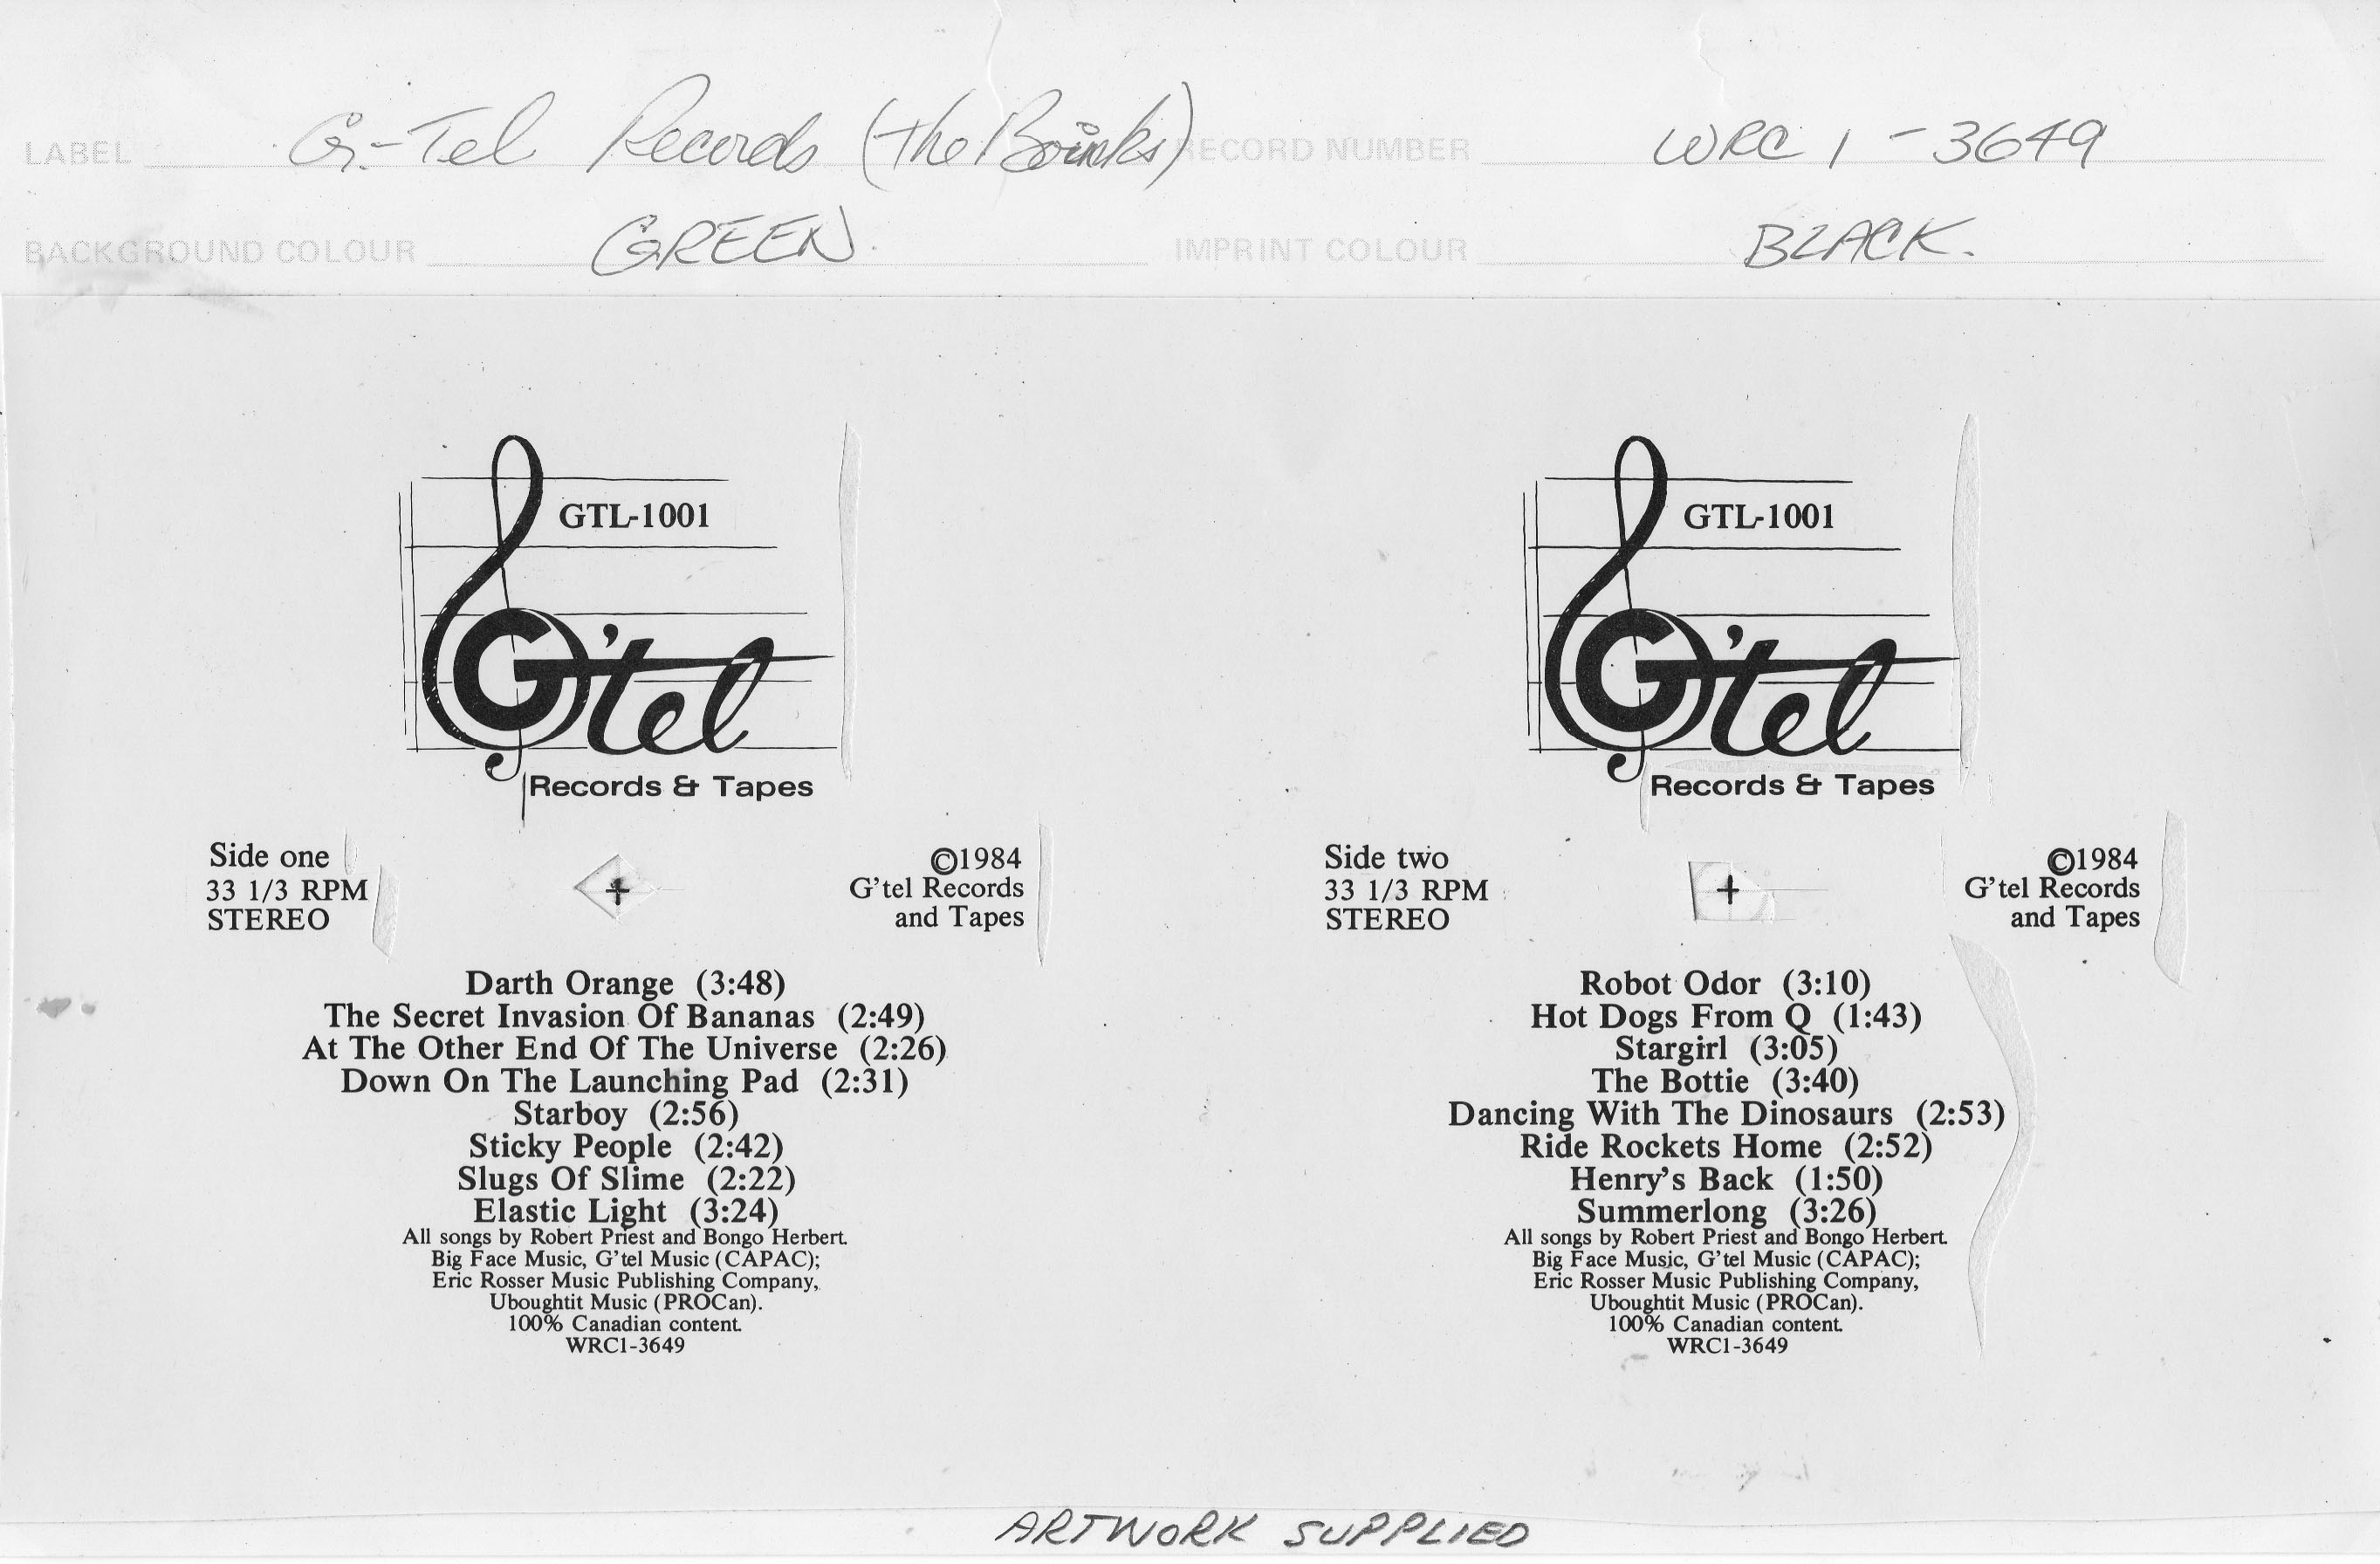 LABEL G-Tel Records (the Boinks) RECORD NUMBER WRC 1-3649
BACKGROUND COLOUR GREEN. IMPRINT COLOUR BLACK.
GTL-1001
G'tel
Records & Tapes
Side one
33 1/3 RPM
STEREO
©1984
G'tel Records
and Tapes
Darth Orange (3:48)
The Secret Invasion Of Bananas (2:49)
At The Other End Of The Universe (2:26)
Down On The Launching Pad (2:31)
Starboy (2:56)
Sticky People (2:42)
Slugs Of Slime (2:22)
Elastic Light (3:24)
All songs by Robert Priest and Bongo Herbert.
Big Face Music, G'tel Music (CAPAC);
Eric Rosser Music Publishing Company,
Uboughtit Music (PROCan).
100% Canadian content.
WRC1-3649
GTL-1001
G'tel
Records & Tapes
Side two
33 1/3 RPM
STEREO
©1984
G'tel Records
and Tapes
Robot Odor (3:10)
Hot Dogs From Q (1:43)
Stargirl (3:05)
The Bottie (3:40)
Dancing With The Dinosaurs (2:53)
Ride Rockets Home (2:52)
Henry's Back (1:50)
Summerlong (3:26)
All songs by Robert Priest and Bongo Herbert.
Big Face Music, G'tel Music (CAPAC);
Eric Rosser Music Publishing Company,
Uboughtit Music (PROCan).
100% Canadian content.
WRC1-3649
ARTWORK SUPPLIED